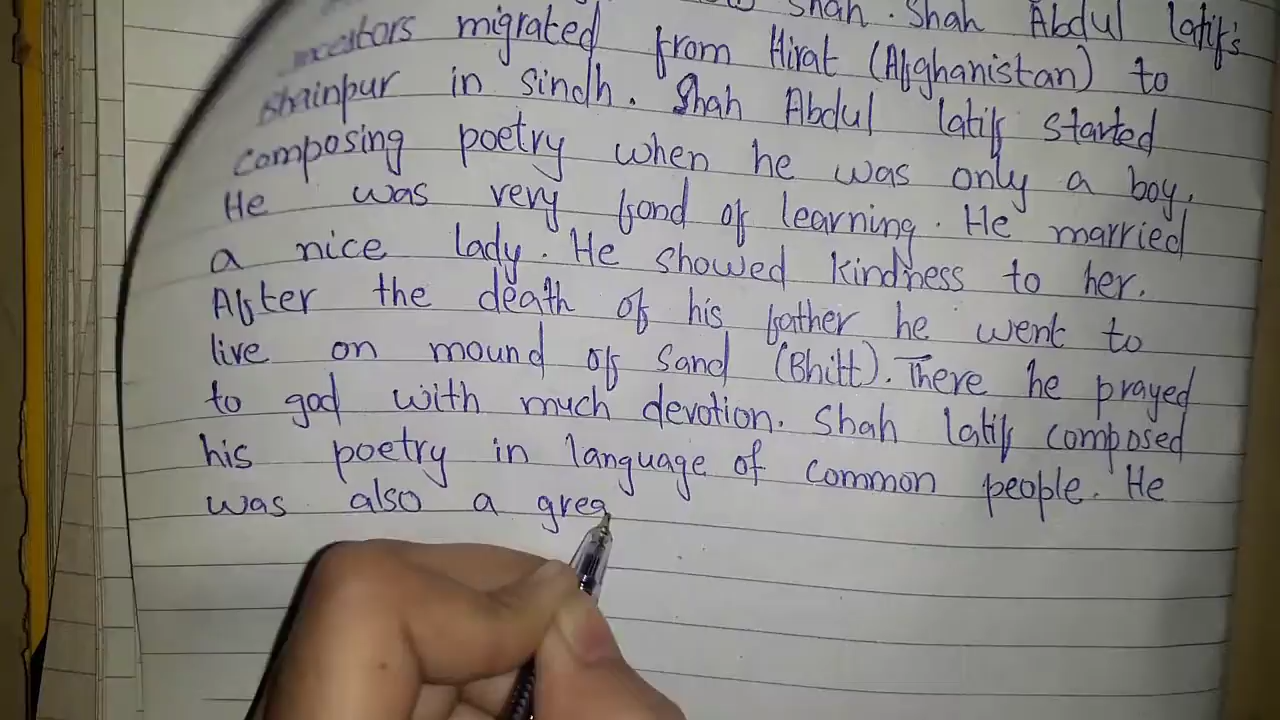 Shah. Shah Abdul latif's
migrated from Hirat (Afghanistan) to
in sindh. Shah Abdul latif started
composing poetry when he was only a boy.
He was very fond of learning. He married
a nice lady. He showed kindness to her.
After the death of his father he went to
live on mound of Sand (Bhitt). There he prayed
to god with much devotion. Shah latif composed
his poetry in language of common people. He
was also a grea